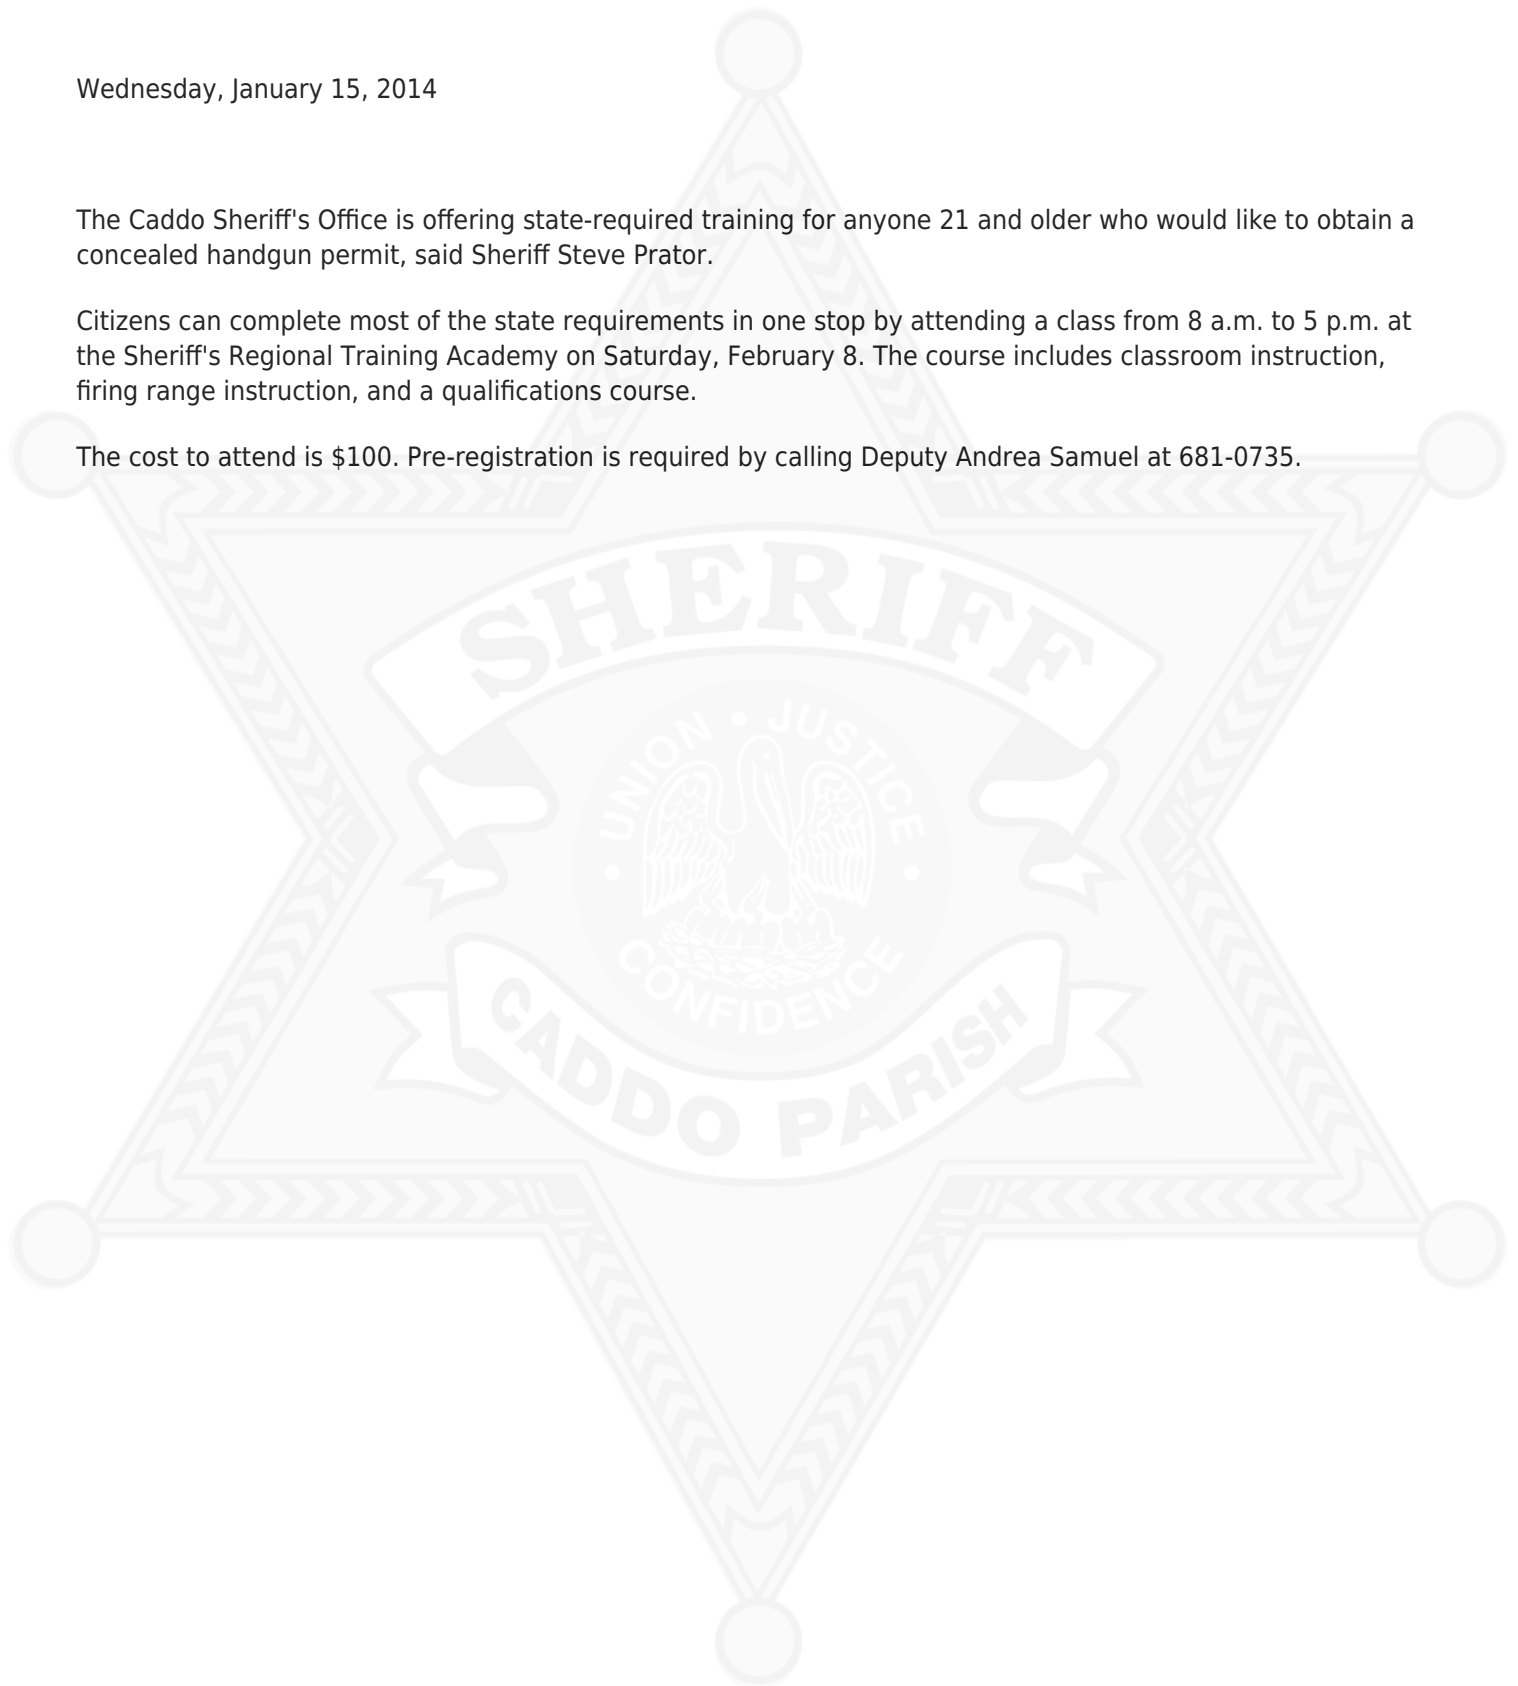 Wednesday, January 15, 2014
The Caddo Sheriff's Office is offering state-required training for anyone 21 and older who would like to obtain a
concealed handgun permit, said Sheriff Steve Prator.
Citizens can complete most of the state requirements in one stop by attending a class from 8 a.m. to 5 p.m. at
the Sheriff's Regional Training Academy on Saturday, February 8. The course includes classroom instruction,
firing range instruction, and a qualifications course.
The cost to attend is $100. Pre-registration is required by calling Deputy Andrea Samuel at 681-0735.
SHERIFF
UNION • JUSTICE
• CONFIDENCE •
CADDO PARISH